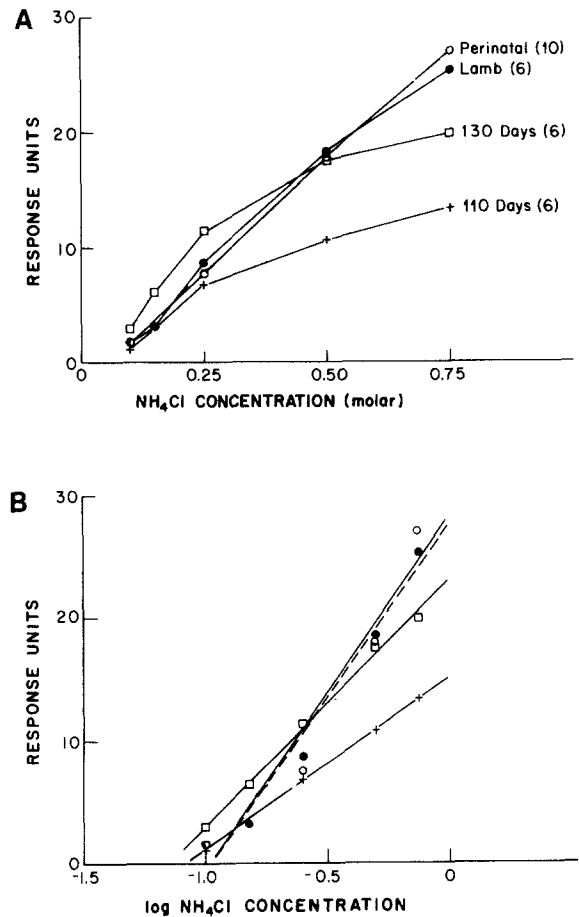 A
30
20
10
0
RESPONSE UNITS
Perinatal (10)
Lamb (6)
130 Days (6)
110 Days (6)
0 0.25 0.50 0.75
NH₄Cl CONCENTRATION (molar)
B
30
20
10
0
RESPONSE UNITS
-1.5 -1.0 -0.5 0
log NH₄Cl CONCENTRATION